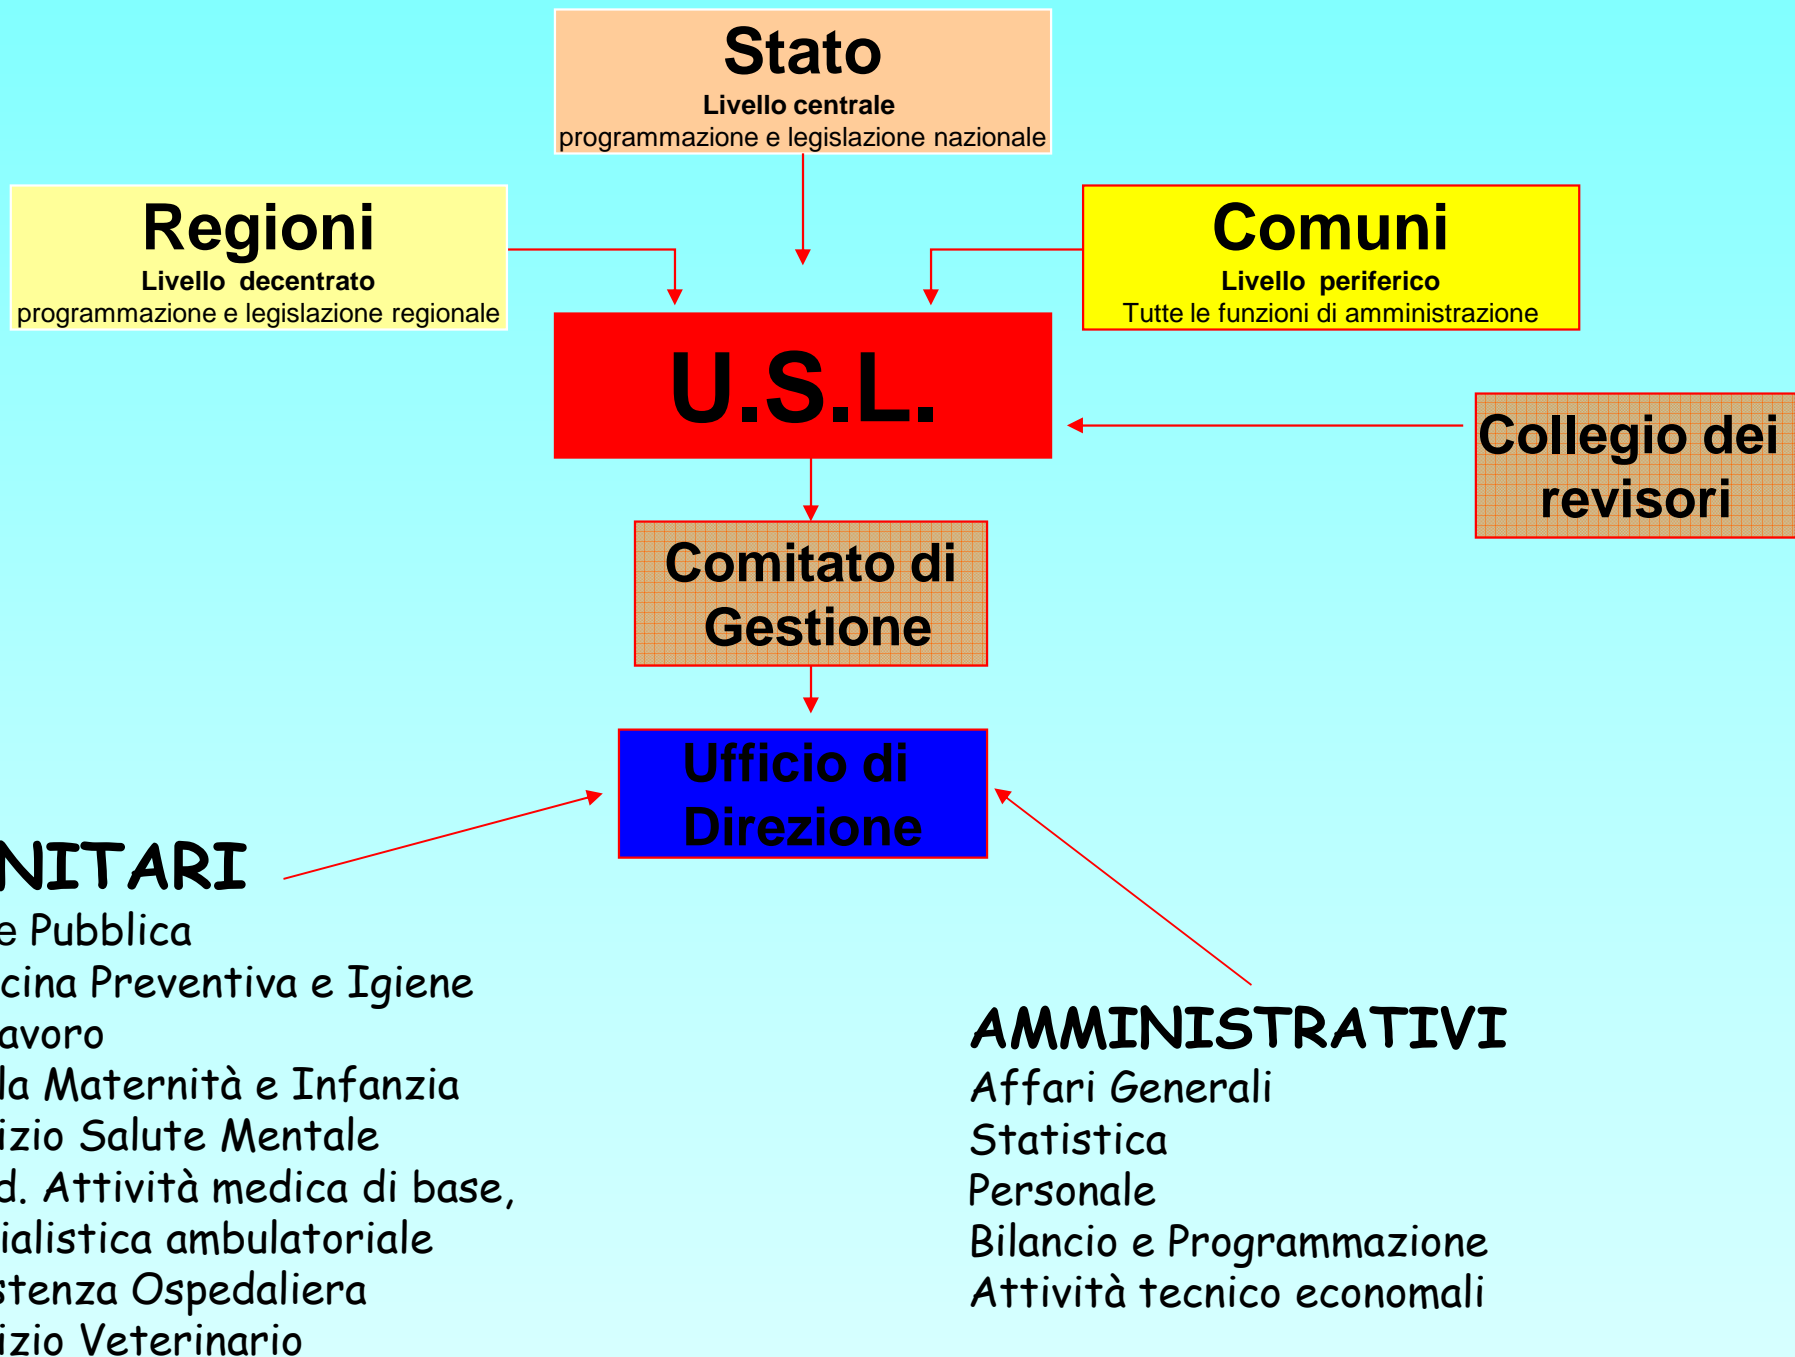 Stato
Livello centrale
programmazione e legislazione nazionale
Regioni
Livello decentrato
programmazione e legislazione regionale
Comuni
Livello periferico
Tutte le funzioni di amministrazione
U.S.L.
Collegio dei
revisori
Comitato di
Gestione
Ufficio di
Direzione
NITARI
e Pubblica
cina Preventiva e Igiene
avoro
la Maternità e Infanzia
izio Salute Mentale
d. Attività medica di base,
ialistica ambulatoriale
stenza Ospedaliera
izio Veterinario
AMMINISTRATIVI
Affari Generali
Statistica
Personale
Bilancio e Programmazione
Attività tecnico economali